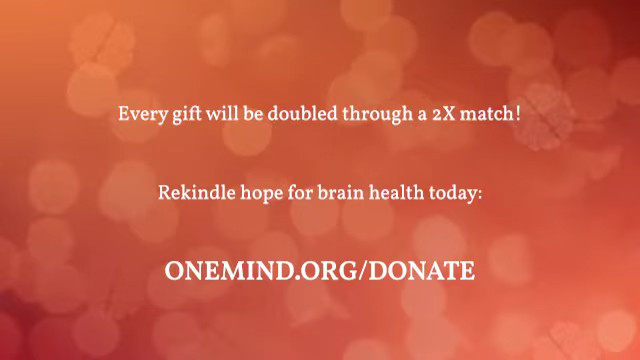 Every gift will be doubled through a 2X match!
Rekindle hope for brain health today:
ONEMIND.ORG/DONATE